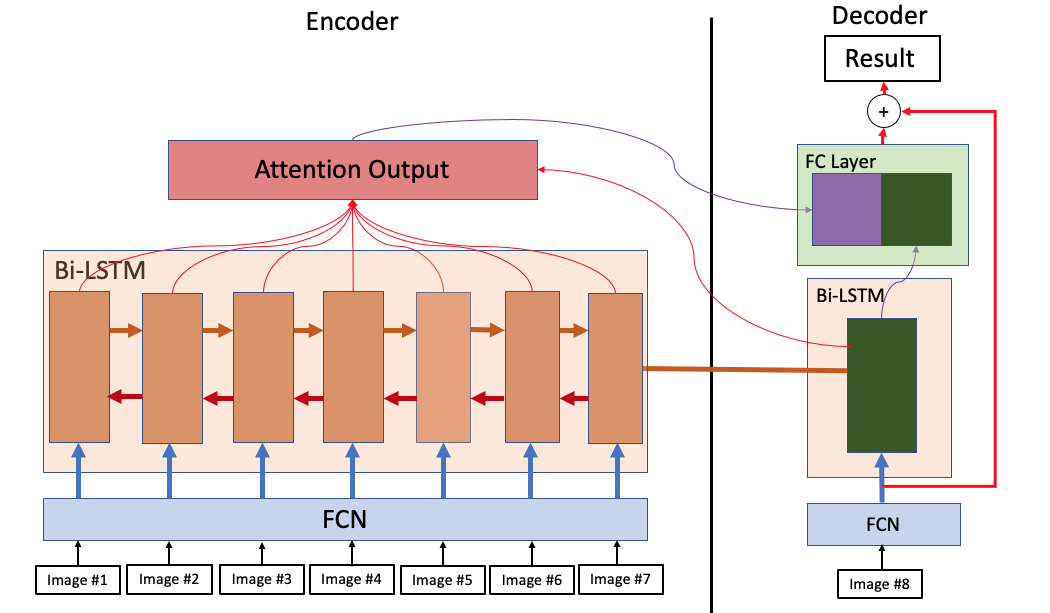 Encoder
Decoder
Result
+
Attention Output
FC Layer
Bi-LSTM
Bi-LSTM
FCN
FCN
Image #1
Image #2
Image #3
Image #4
Image #5
Image #6
Image #7
Image #8